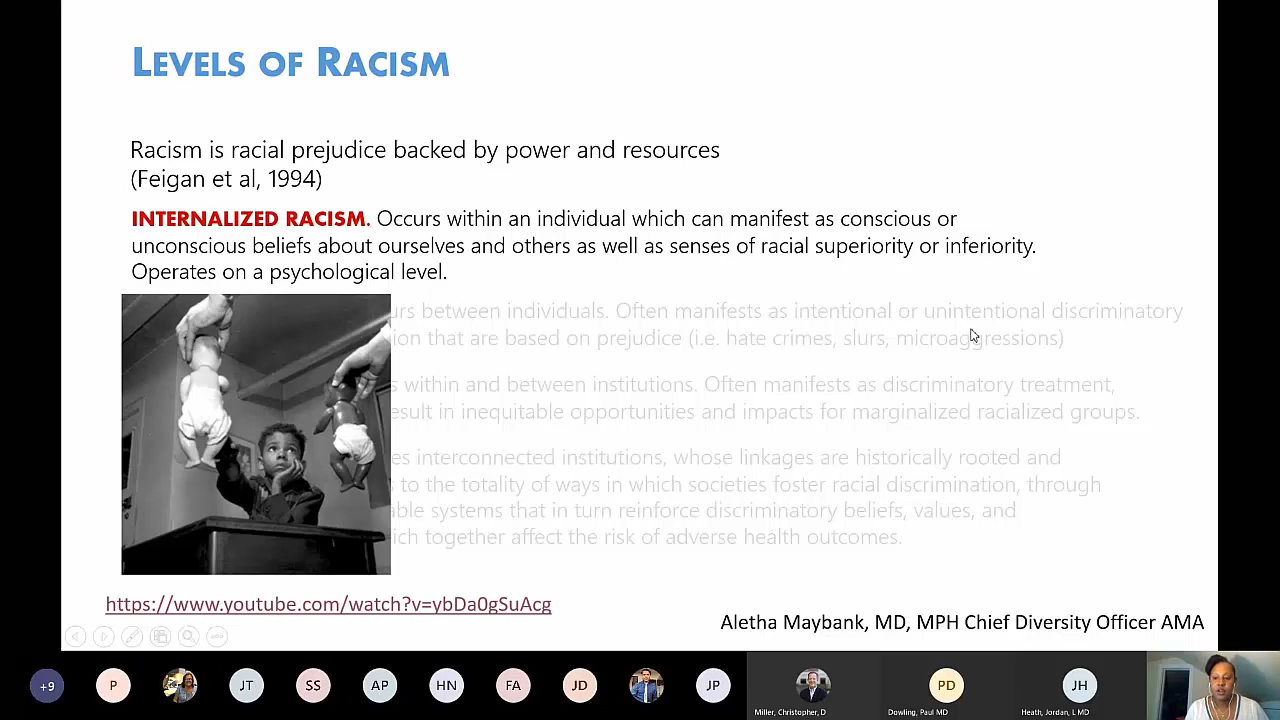 LEVELS OF RACISM
Racism is racial prejudice backed by power and resources
(Feigan et al, 1994)
INTERNALIZED RACISM. Occurs within an individual which can manifest as conscious or
unconscious beliefs about ourselves and others as well as senses of racial superiority or inferiority.
Operates on a psychological level.
between individuals. Often manifests as intentional or unintentional discriminatory
that are based on prejudice (i.e. hate crimes, slurs, microaggressions)
within and between institutions. Often manifests as discriminatory treatment,
in inequitable opportunities and impacts for marginalized racialized groups.
interconnected institutions, whose linkages are historically rooted and
to the totality of ways in which societies foster racial discrimination, through
systems that in turn reinforce discriminatory beliefs, values, and
together affect the risk of adverse health outcomes.
https://www.youtube.com/watch?v=ybDa0gSuAcg
Aletha Maybank, MD, MPH Chief Diversity Officer AMA
+9 P JT SS AP HN FA JD JP PD JH
Miller, Christopher, D Dowling, Paul MD Heath, Jordan, L MD